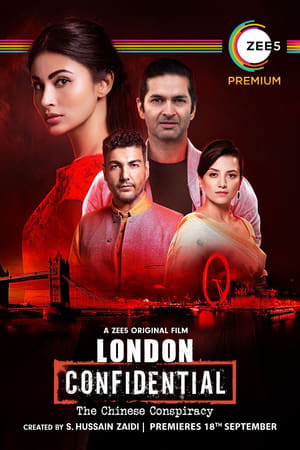 ZEE5
PREMIUM
A ZEE5 ORIGINAL FILM
LONDON
CONFIDENTIAL
The Chinese Conspiracy
CREATED BY S. HUSSAIN ZAIDI | PREMIERES 18TH SEPTEMBER